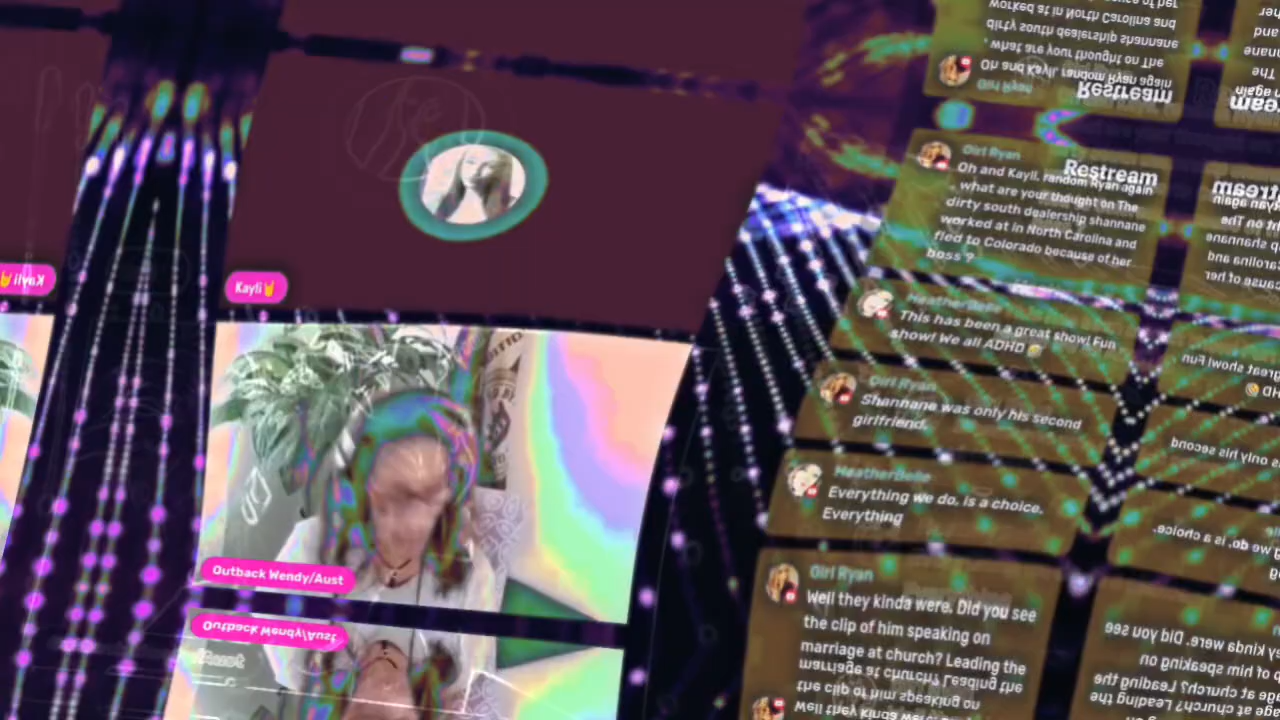 Girl Ryan
Restream
Oh and Kayli, random Ryan again
, what are your thought on The
dirty south dealership shannane
worked at in North Carolina and
fled to Colorado because of her
boss ?
HeatherBelle
This has been a great show! Fun
show! We all ADHD 🤣
Girl Ryan
Shannane was only his second
girlfriend.
HeatherBelle
Everything we do, is a choice.
Everything
Girl Ryan
Well they kinda were. Did you see
the clip of him speaking on
marriage at church? Leading the
Kayli🤘
Outback Wendy/Aust